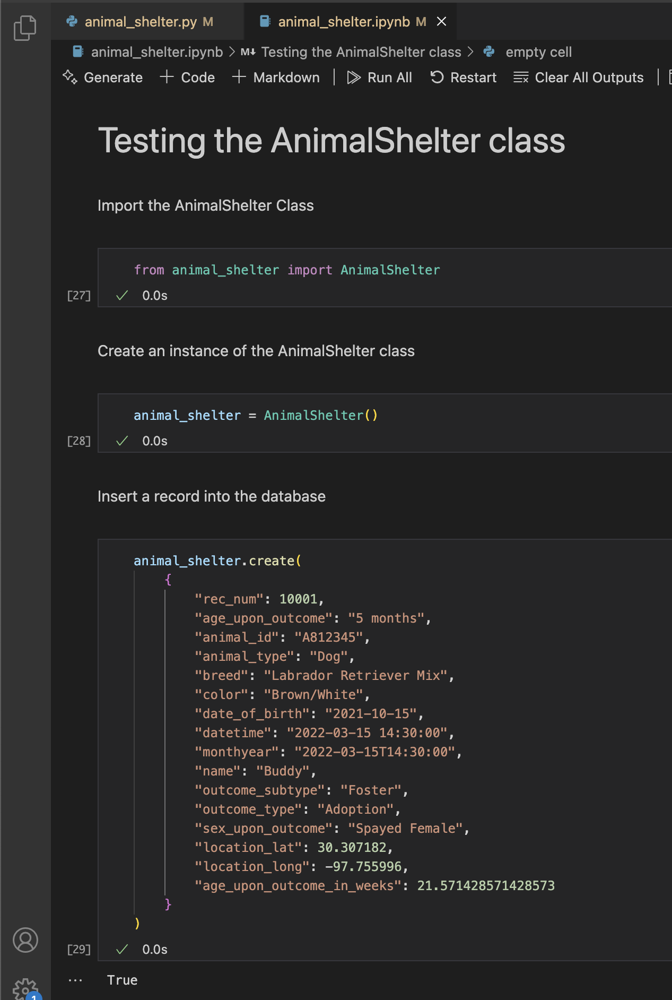 animal_shelter.py M
animal_shelter.ipynb M
animal_shelter.ipynb > M↓ Testing the AnimalShelter class > empty cell
Generate + Code + Markdown | Run All Restart Clear All Outputs |
Testing the AnimalShelter class
Import the AnimalShelter Class
from animal_shelter import AnimalShelter
[27] ✓ 0.0s
Create an instance of the AnimalShelter class
animal_shelter = AnimalShelter()
[28] ✓ 0.0s
Insert a record into the database
animal_shelter.create(
{
"rec_num": 10001,
"age_upon_outcome": "5 months",
"animal_id": "A812345",
"animal_type": "Dog",
"breed": "Labrador Retriever Mix",
"color": "Brown/White",
"date_of_birth": "2021-10-15",
"datetime": "2022-03-15 14:30:00",
"monthyear": "2022-03-15T14:30:00",
"name": "Buddy",
"outcome_subtype": "Foster",
"outcome_type": "Adoption",
"sex_upon_outcome": "Spayed Female",
"location_lat": 30.307182,
"location_long": -97.755996,
"age_upon_outcome_in_weeks": 21.571428571428573
}
)
[29] ✓ 0.0s
... True
1